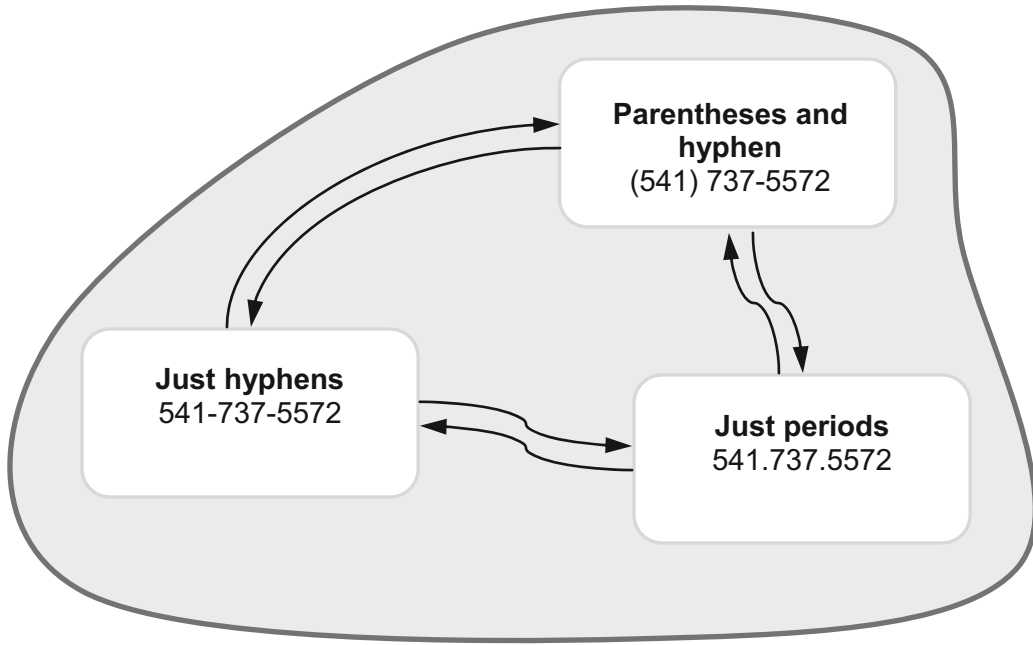 Parentheses and
hyphen
(541) 737-5572
Just hyphens
541-737-5572
Just periods
541.737.5572